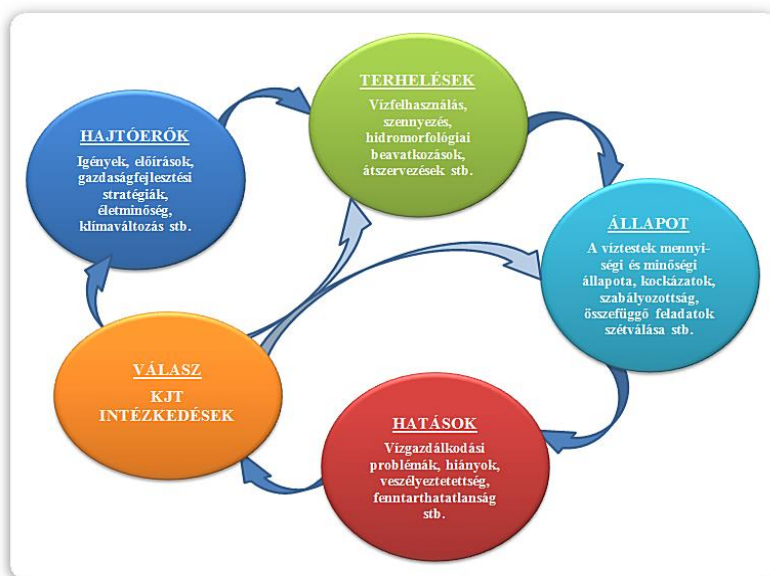 TERHELÉSEK
Vízfelhasználás,
szennyezés,
hidromorfológiai
beavatkozások,
átszervezések stb.
HAJTÓERŐK
Igények, előírások,
gazdaságfejlesztési
stratégiák,
életminőség,
klímaváltozás stb.
ÁLLAPOT
A víztestek mennyi-
ségi és minőségi
állapota, kockázatok,
szabályozottság,
összefüggő feladatok
szétválása stb.
VÁLASZ
KJT
INTÉZKEDÉSEK
HATÁSOK
Vízgazdálkodási
problémák, hiányok,
veszélyeztetettség,
fenntarthatatlanság
stb.